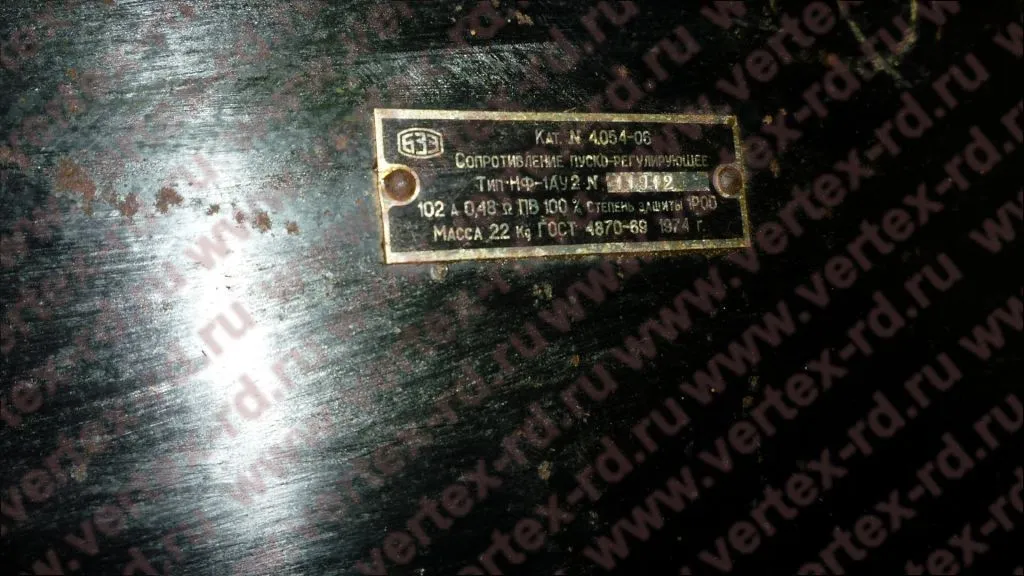 БЭЗ
КАТ. N 4.054-06
СОПРОТИВЛЕНИЕ ПУСКО-РЕГУЛИРУЮЩЕЕ
ТИП·НФ-1АУ2 N
102 А 0,48 Ω ПВ 100 % СТЕПЕНЬ ЗАЩИТЫ IP00
МАССА 22 Kg ГОСТ 4870-69 1974 Г.
www.vertex-rd.ru